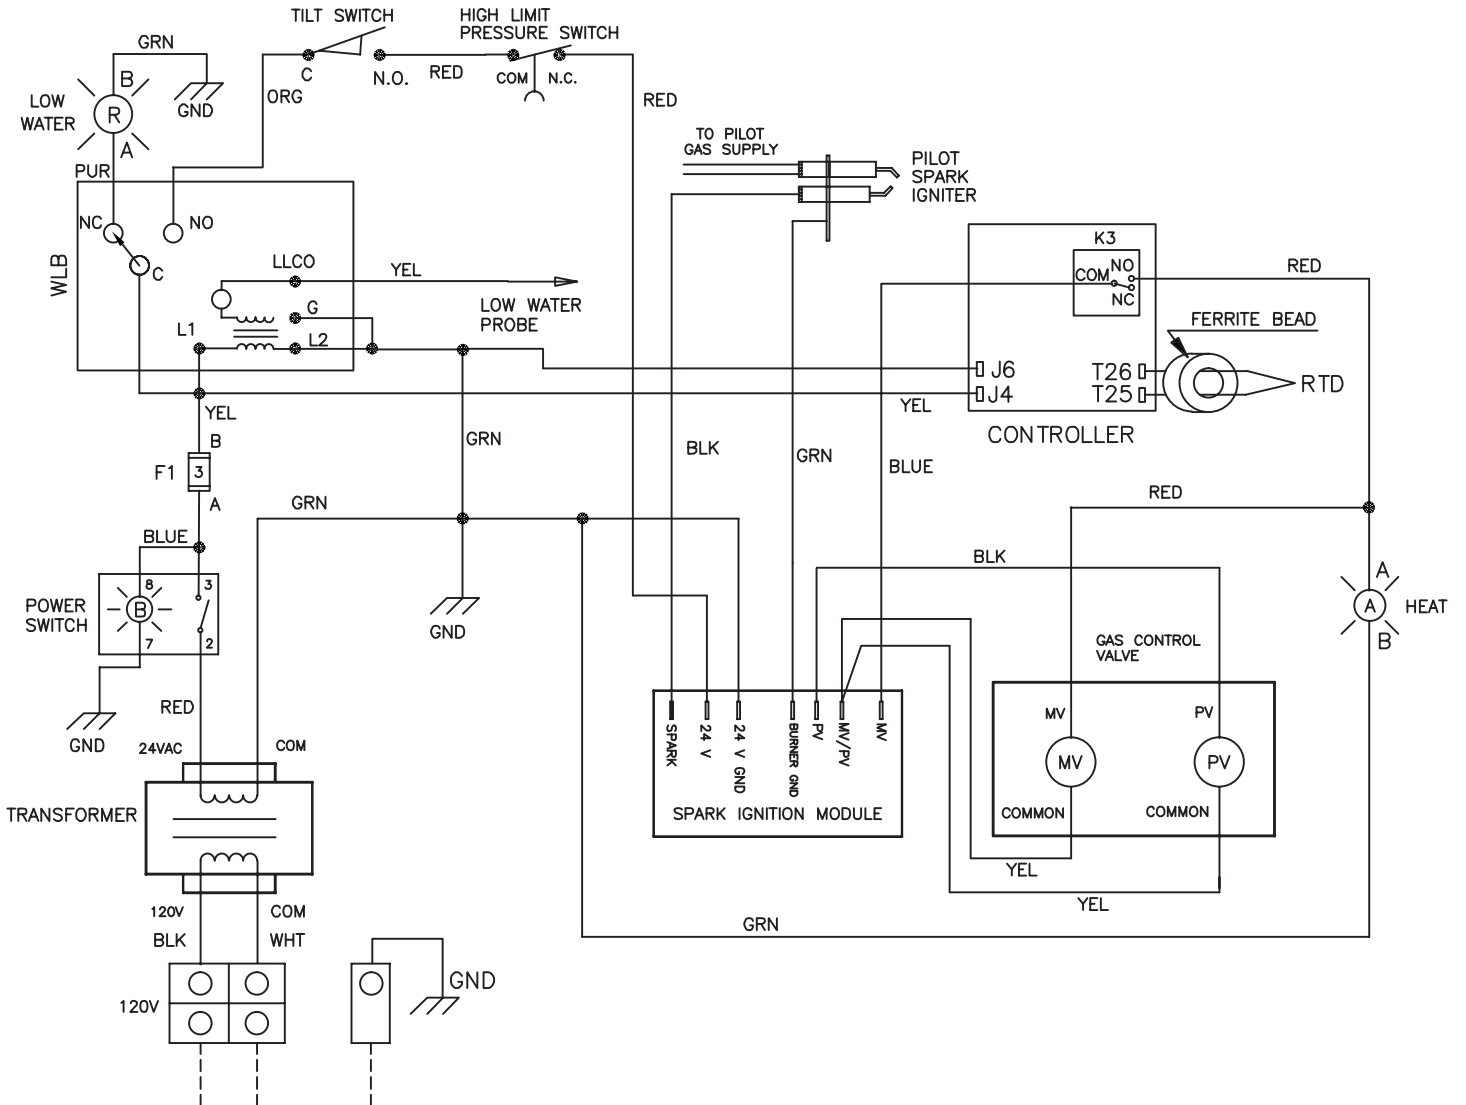 TILT SWITCH
HIGH LIMIT
PRESSURE SWITCH
GRN
B
LOW
WATER
R
GND
A
PUR
ORG
C
N.O.
RED
COM
N.C.
RED
TO PILOT
GAS SUPPLY
PILOT
SPARK
IGNITER
NC
NO
C
WLB
LLCO
YEL
LOW WATER
PROBE
G
L1
L2
K3
NO
COM
NC
RED
FERRITE BEAD
J6
J4
T26
T25
RTD
CONTROLLER
YEL
YEL
B
F1
3
A
GRN
GRN
BLK
GRN
BLUE
RED
BLUE
8
3
B
7
2
POWER
SWITCH
GND
GND
BLK
A
A
HEAT
B
RED
24VAC
COM
TRANSFORMER
GAS CONTROL
VALVE
MV
PV
MV
PV
COMMON
COMMON
SPARK
24 V
24 V GND
BURNER GND
PV
MV/PV
MV
SPARK IGNITION MODULE
YEL
YEL
GRN
120V
COM
BLK
WHT
120V
GND